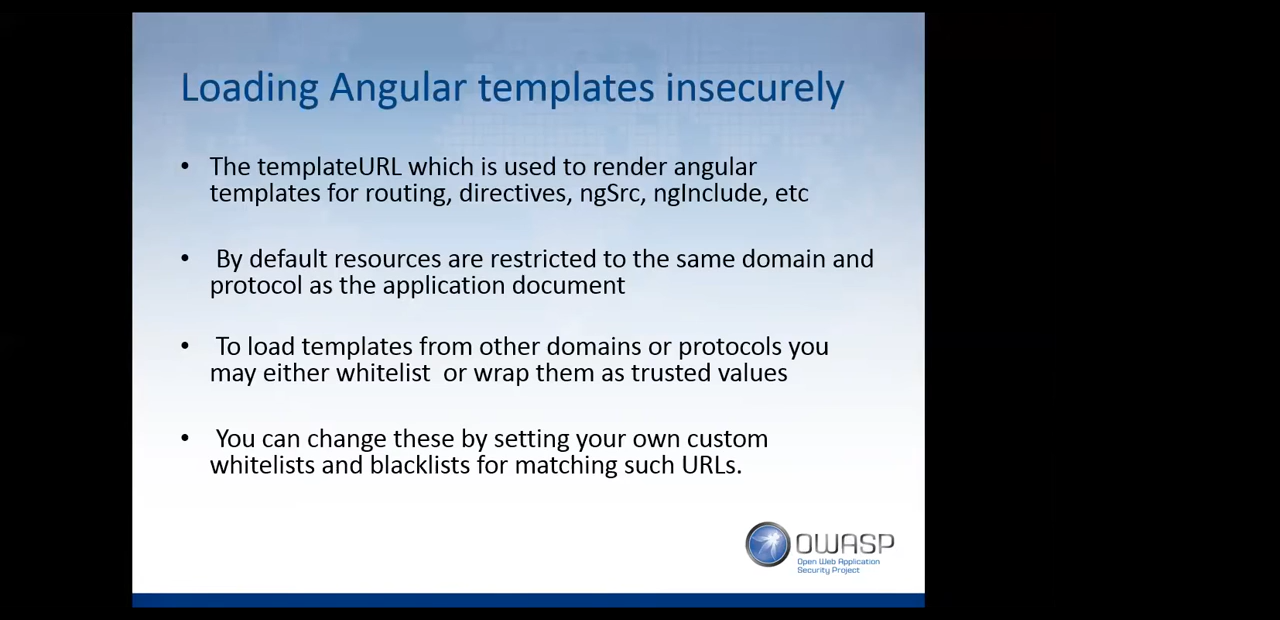 Loading Angular templates insecurely
• The templateURL which is used to render angular
templates for routing, directives, ngSrc, ngInclude, etc
• By default resources are restricted to the same domain and
protocol as the application document
• To load templates from other domains or protocols you
may either whitelist or wrap them as trusted values
• You can change these by setting your own custom
whitelists and blacklists for matching such URLs.
OWASP
Open Web Application
Security Project